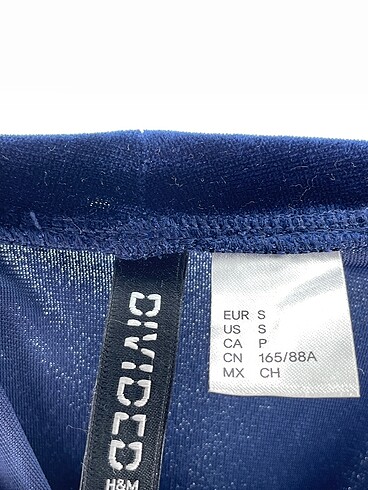 DIVIDED
H&M
EUR S
US S
CA P
CN 165/88A
MX CH